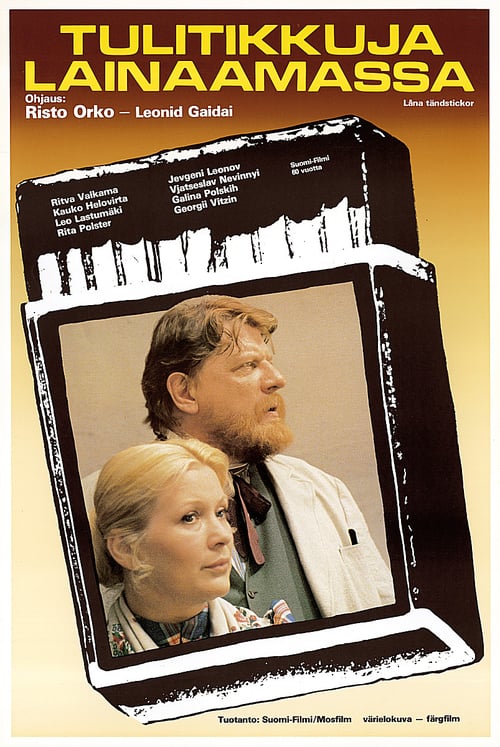 TULITIKKUJA
LAINAAMASSA
Ohjaus:
Risto Orko – Leonid Gaidai
Låna tändstickor
Ritva Valkama
Kauko Helovirta
Leo Lastumäki
Rita Polster
Jevgeni Leonov
Vjatseslav Nevinnyi
Galina Polskih
Georgii Vitzin
Suomi-Filmi
60 vuotta
Tuotanto: Suomi-Filmi/Mosfilm värielokuva – färgfilm